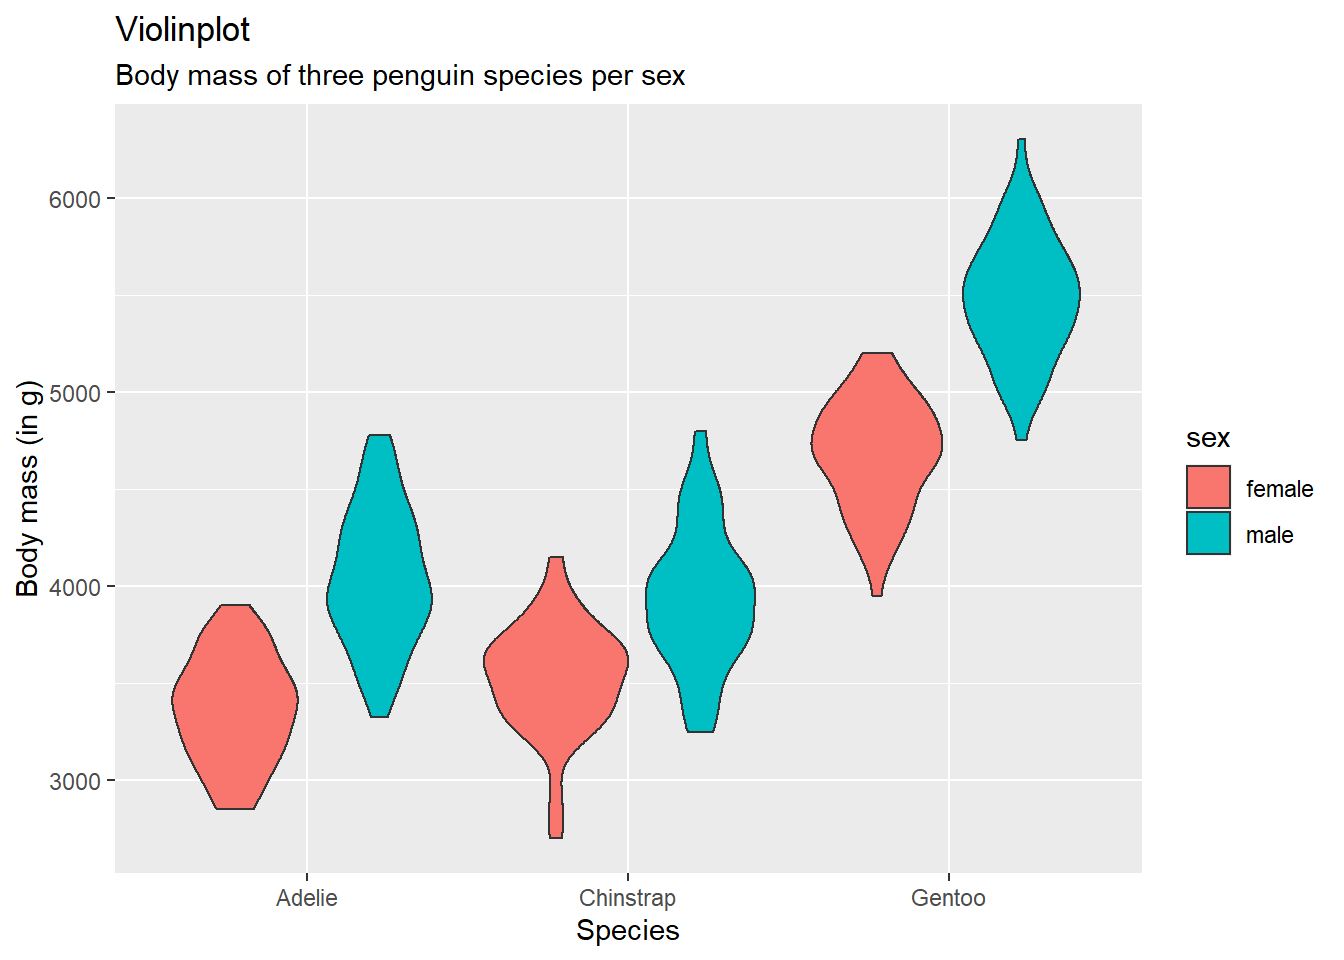 Violinplot
Body mass of three penguin species per sex
6000
5000
4000
3000
Body mass (in g)
Adelie
Chinstrap
Gentoo
Species
sex
female
male